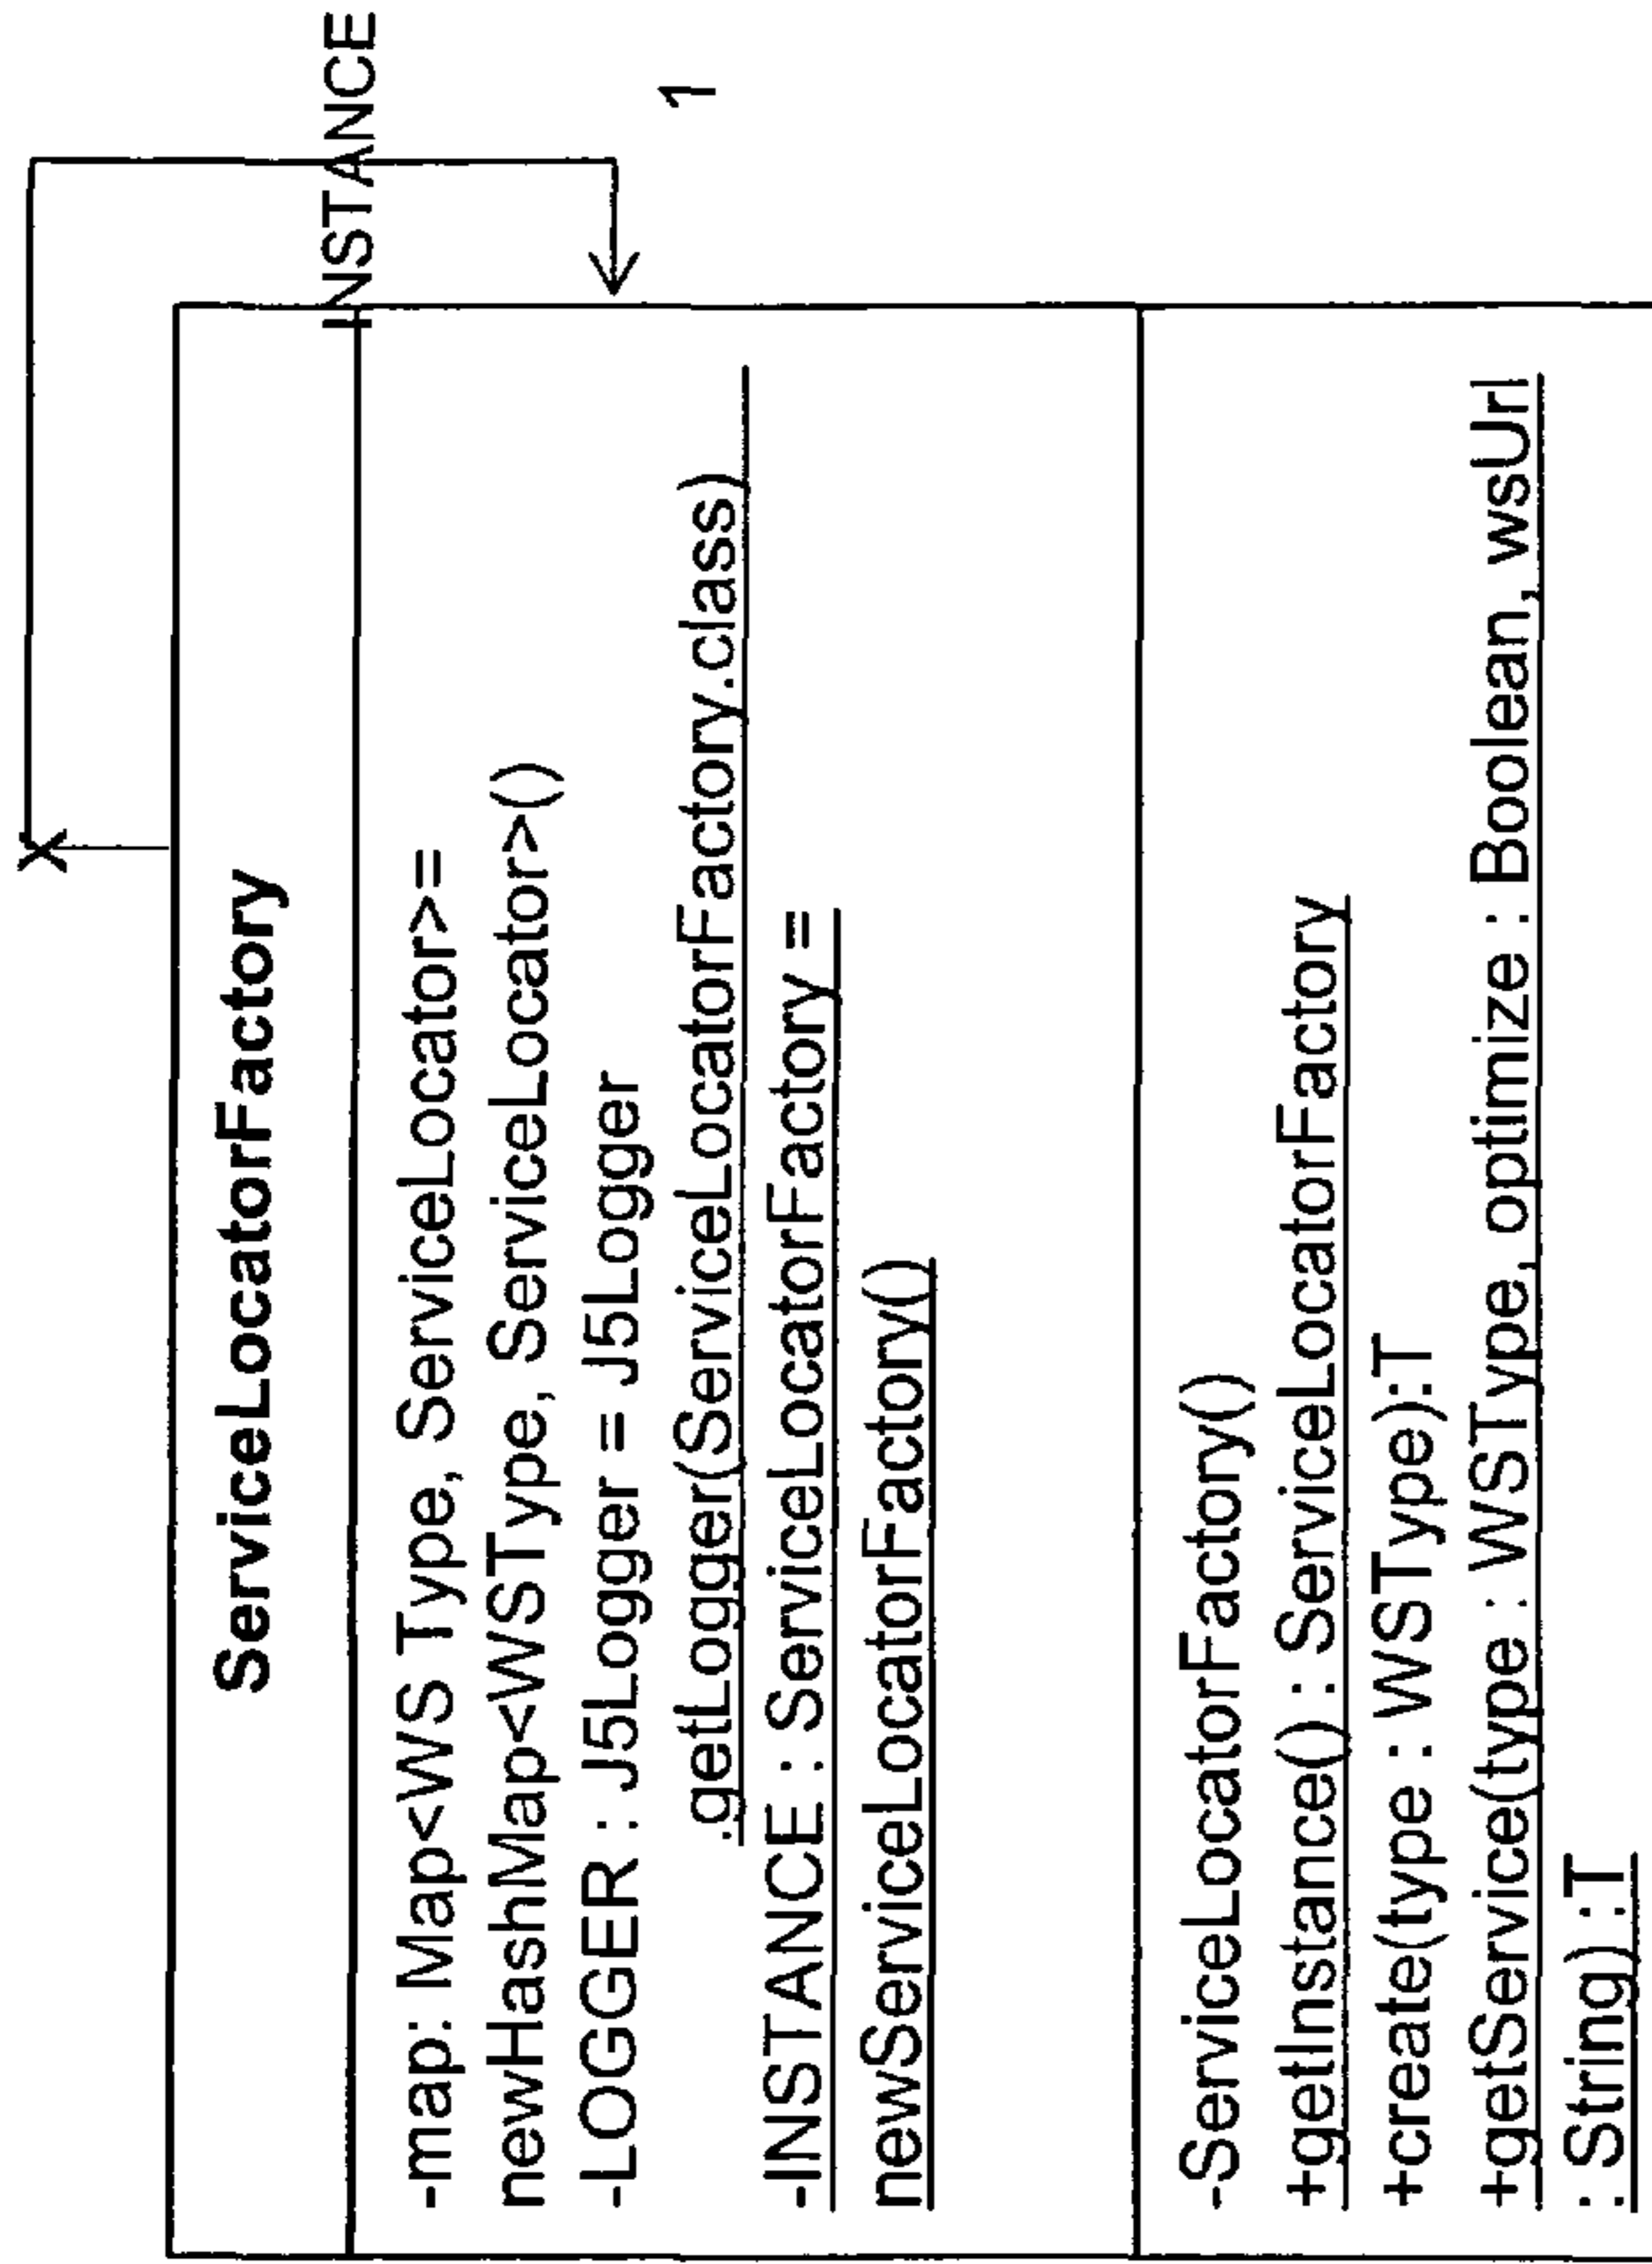 ServiceLocatorFactory
-map: Map<WS Type, ServiceLocator>=
newHashMap<WSType, ServiceLocator>()
-LOGGER : J5Logger = J5Logger
.getLogger(ServiceLocatorFactory.class)
-INSTANCE : ServiceLocatorFactory =
newServiceLocatorFactory()
-ServiceLocatorFactory()
+getInstance() : ServiceLocatorFactory
+create(type : WSType):T
+getService(type : WSType, optimize : Boolean, wsUrl
: String) :T
INSTANCE
1